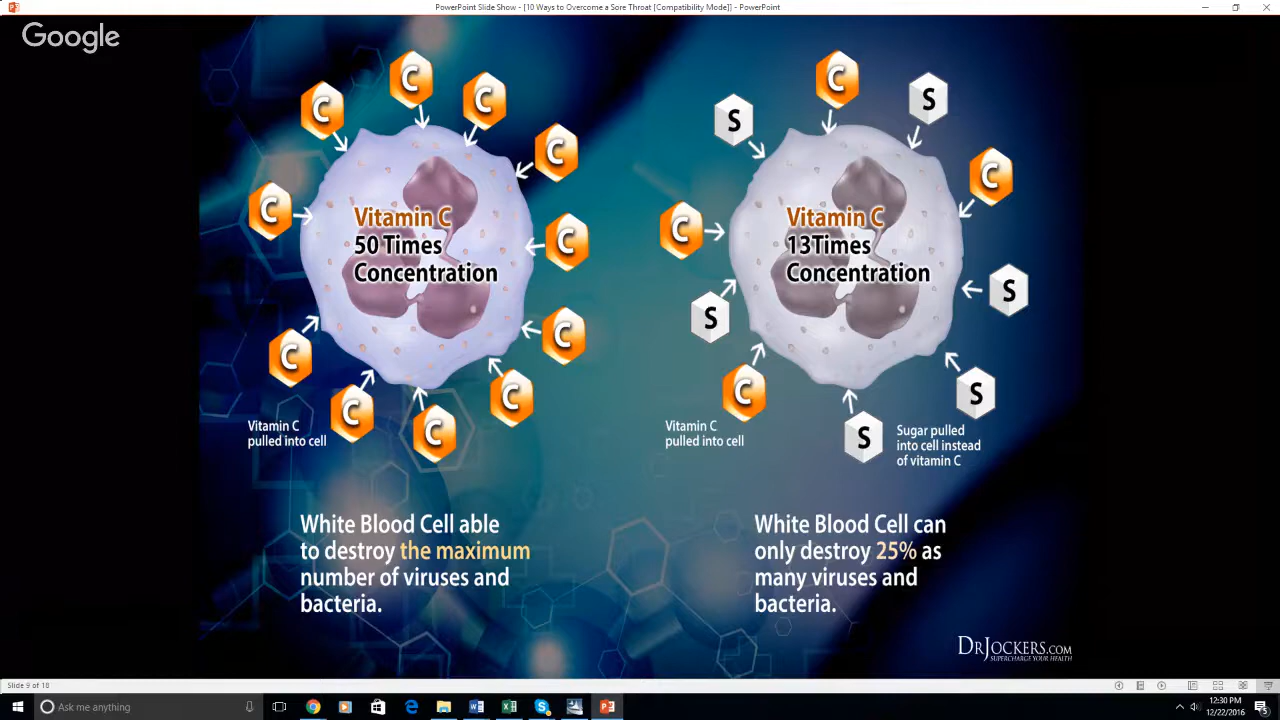 PowerPoint Slide Show - [10 Ways to Overcome a Sore Throat [Compatibility Mode]] - PowerPoint
Google
C
C
C
C
C
C
C
C
C
C
C
C
Vitamin C
50 Times
Concentration
Vitamin C
pulled into cell
White Blood Cell able
to destroy the maximum
number of viruses and
bacteria.
C
S
S
C
C
S
S
C
S
S
Vitamin C
13Times
Concentration
Vitamin C
pulled into cell
Sugar pulled
into cell instead
of vitamin C
White Blood Cell can
only destroy 25% as
many viruses and
bacteria.
DRJOCKERS.COM
SUPERCHARGE YOUR HEALTH
Slide 9 of 18
Ask me anything
12:30 PM
12/22/2016
5